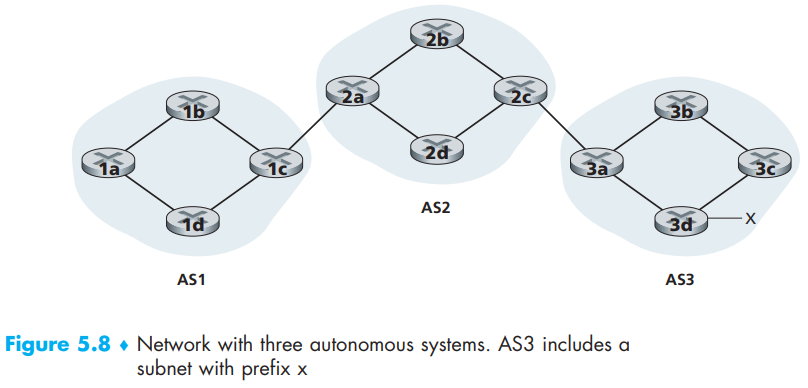 2b
2a
2c
2d
AS2
1b
1a
1c
1d
AS1
3b
3a
3c
3d
X
AS3
Figure 5.8 ♦ Network with three autonomous systems. AS3 includes a
subnet with prefix x